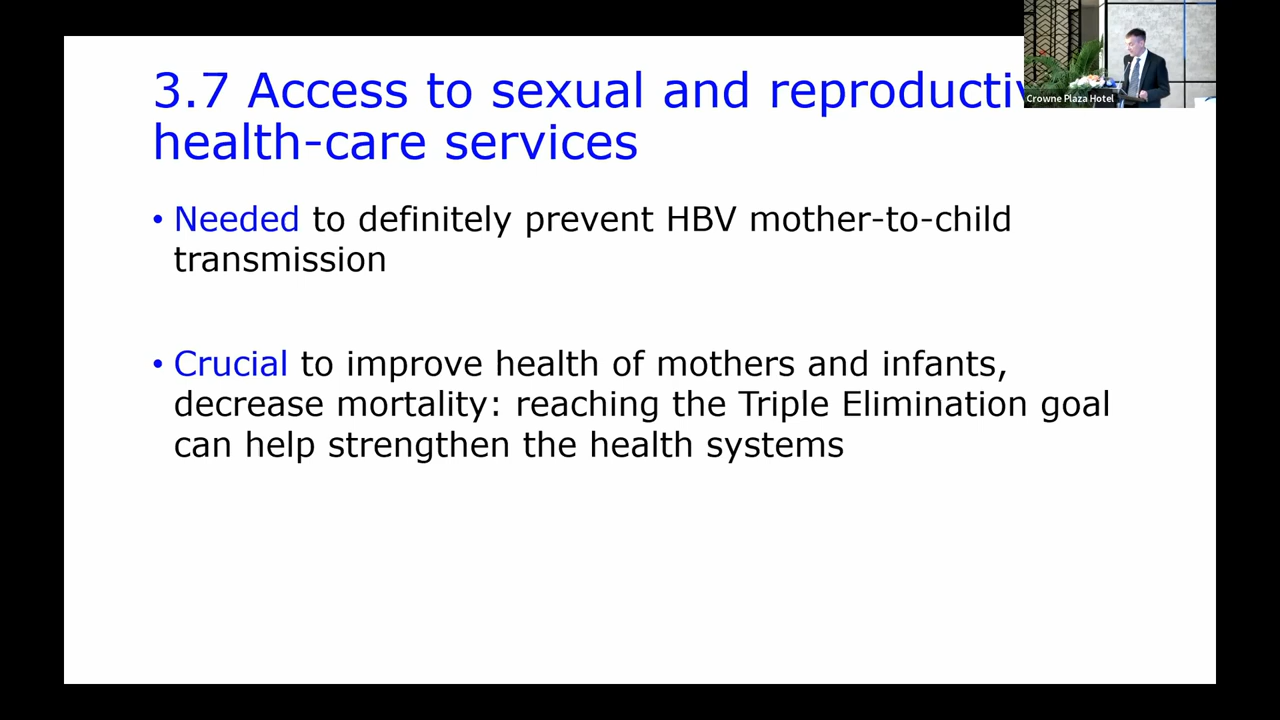 3.7 Access to sexual and reproductiv
health-care services
Crowne Plaza Hotel
• Needed to definitely prevent HBV mother-to-child
transmission
• Crucial to improve health of mothers and infants,
decrease mortality: reaching the Triple Elimination goal
can help strengthen the health systems